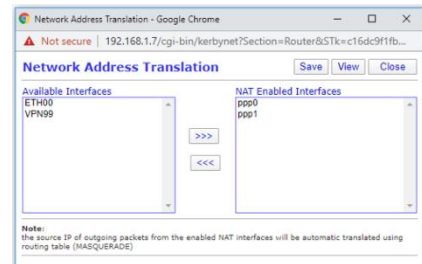 Network Address Translation - Google Chrome
Not secure | 192.168.1.7/cgi-bin/kerbynet?Section=Router&STk=c16dc9f1fb...
Network Address Translation Save View Close
Available Interfaces NAT Enabled Interfaces
ETH00 ppp0
VPN99 ppp1
>>>
<<<
Note:
the source IP of outgoing packets from the enabled NAT interfaces will be automatic translated using
routing table (MASQUERADE)